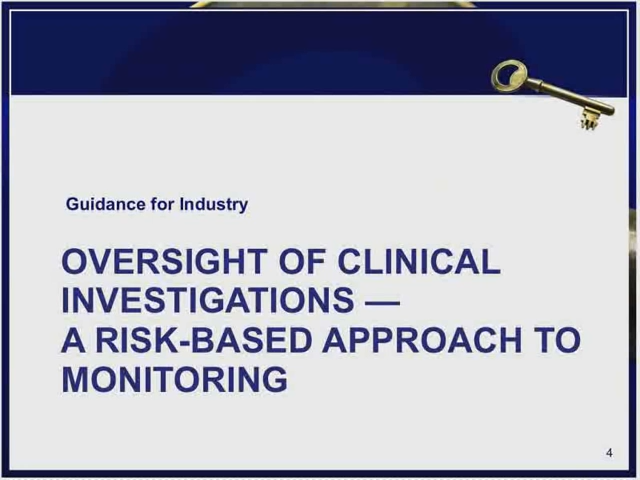 Guidance for Industry
OVERSIGHT OF CLINICAL
INVESTIGATIONS —
A RISK-BASED APPROACH TO
MONITORING
4